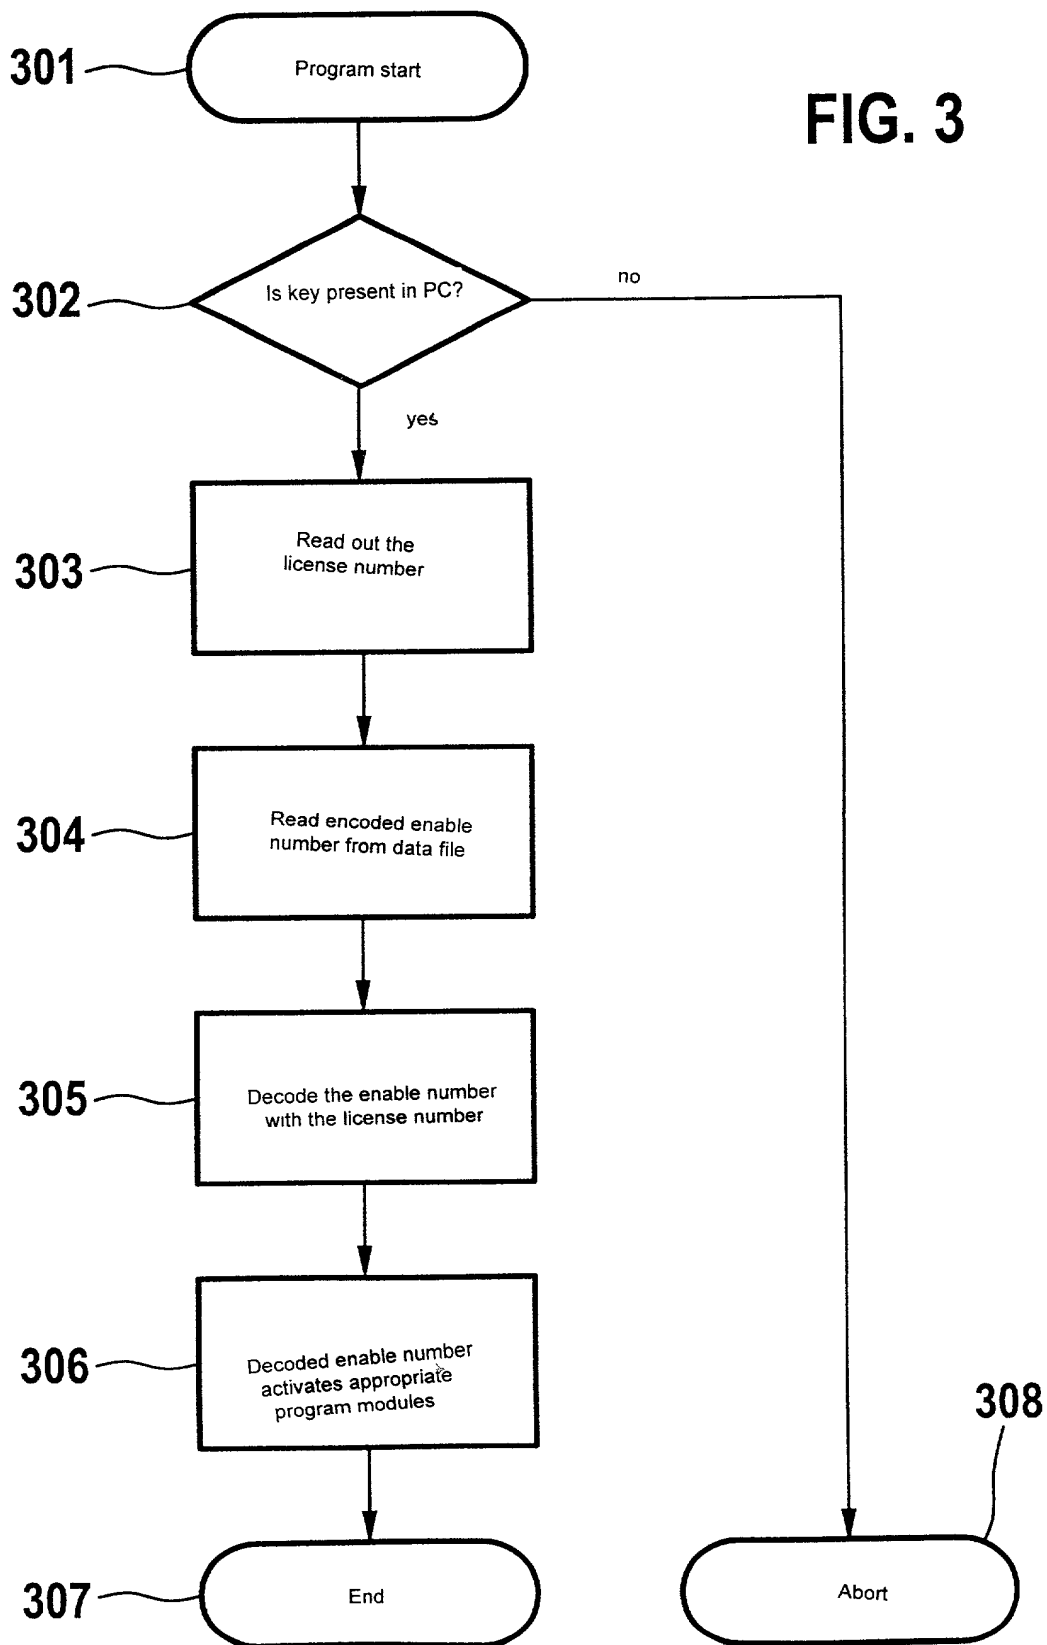 301
Program start
FIG. 3
302
Is key present in PC?
no
yes
303
Read out the
license number
304
Read encoded enable
number from data file
305
Decode the enable number
with the license number
306
Decoded enable number
activates appropriate
program modules
308
307
End
Abort